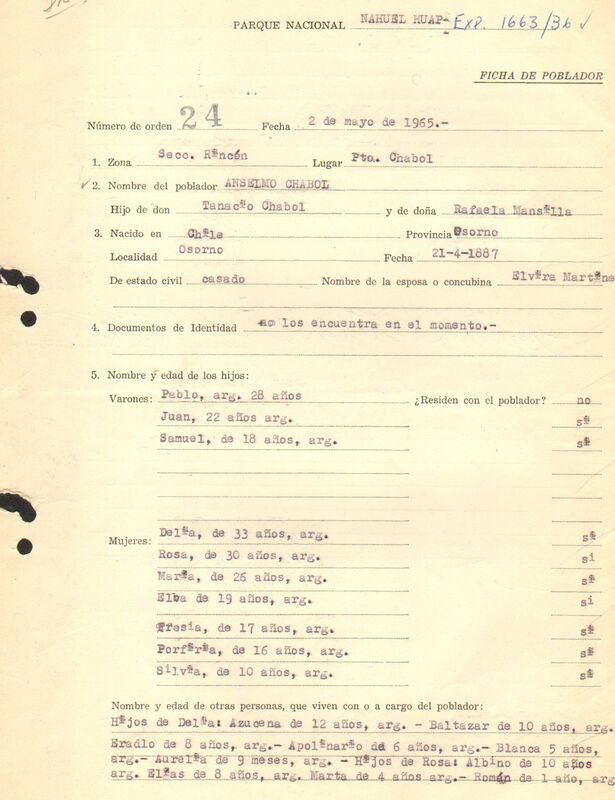 PARQUE NACIONAL NAHUEL HUAP- Exp. 1663/36 ✓
FICHA DE POBLADOR
Número de orden 24 Fecha 2 de mayo de 1965.-
1. Zona Secc. Rincón Lugar Pto. Chabol
✓ 2. Nombre del poblador ANSELMO CHABOL
Hijo de don Tanacio Chabol y de doña Rafaela Mansilla
3. Nacido en Chile Provincia Osorno
Localidad Osorno Fecha 21-4-1887
De estado civil casado Nombre de la esposa o concubina Elvira Martine
4. Documentos de Identidad no los encuentra en el momento.-
5. Nombre y edad de los hijos:
Varones: Pablo, arg. 28 años ¿Residen con el poblador? no
Juan, 22 años arg. si
Samuel, de 18 años, arg. si
Mujeres: Delia, de 33 años, arg. si
Rosa, de 30 años, arg. si
Maria, de 26 años, arg. si
Elba de 19 años, arg. si
Fresia, de 17 años, arg. si
Porfiria, de 16 años, arg. si
Silvia, de 10 años, arg. si
Nombre y edad de otras personas, que viven con o a cargo del poblador:
Hijos de Delia: Azucena de 12 años, arg. - Baltazar de 10 años, arg.
Eradio de 8 años, arg.- Apolinario de 6 años, arg.- Blanca 5 años,
arg.- Aurelia de 9 meses, arg. - Hijos de Rosa: Albino de 10 años
arg. Elias de 8 años, arg. Marta de 4 años arg.- Román de 1 año, arg